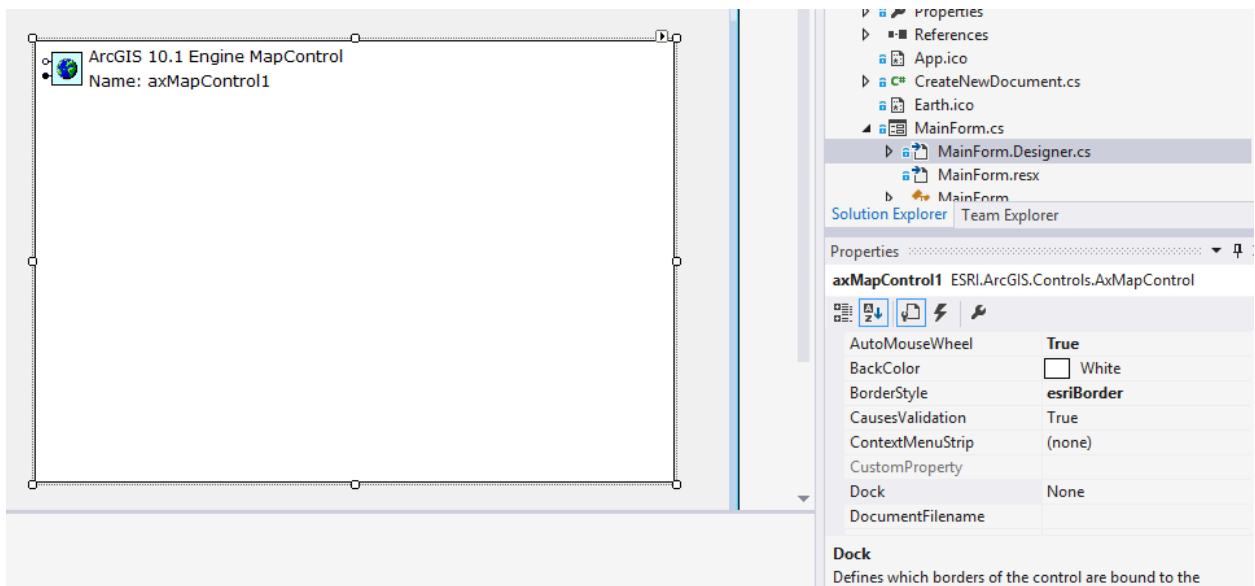 ArcGIS 10.1 Engine MapControl
Name: axMapControl1
Properties
References
App.ico
C# CreateNewDocument.cs
Earth.ico
MainForm.cs
MainForm.Designer.cs
MainForm.resx
MainForm
Solution Explorer Team Explorer
Properties
axMapControl1 ESRI.ArcGIS.Controls.AxMapControl
AutoMouseWheel True
BackColor White
BorderStyle esriBorder
CausesValidation True
ContextMenuStrip (none)
CustomProperty
Dock None
DocumentFilename
Dock
Defines which borders of the control are bound to the